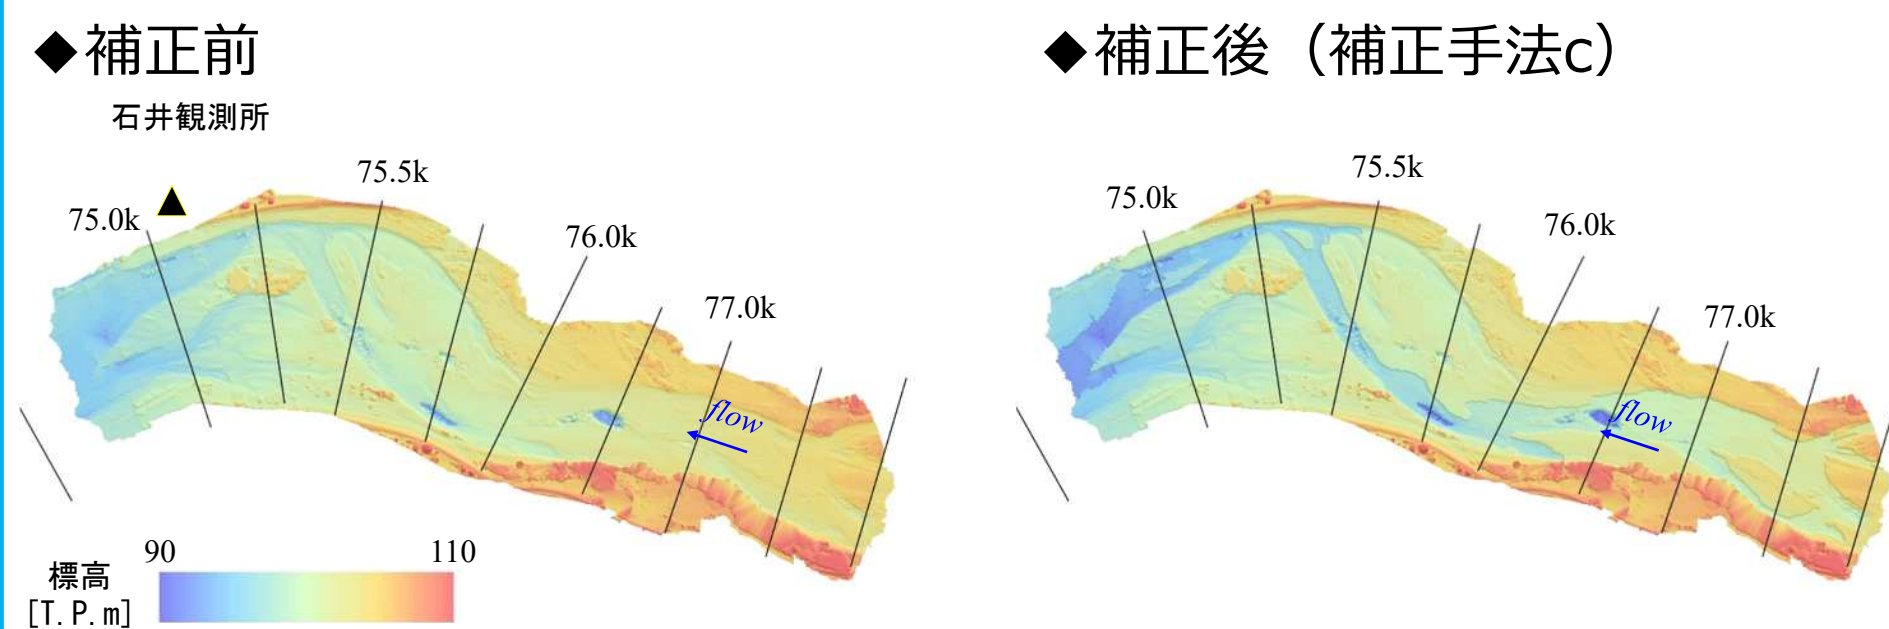 ◆補正前
石井観測所
75.0k
75.5k
76.0k
77.0k
flow
90
110
標高
[T.P.m]
◆補正後（補正手法c）
75.0k
75.5k
76.0k
77.0k
flow